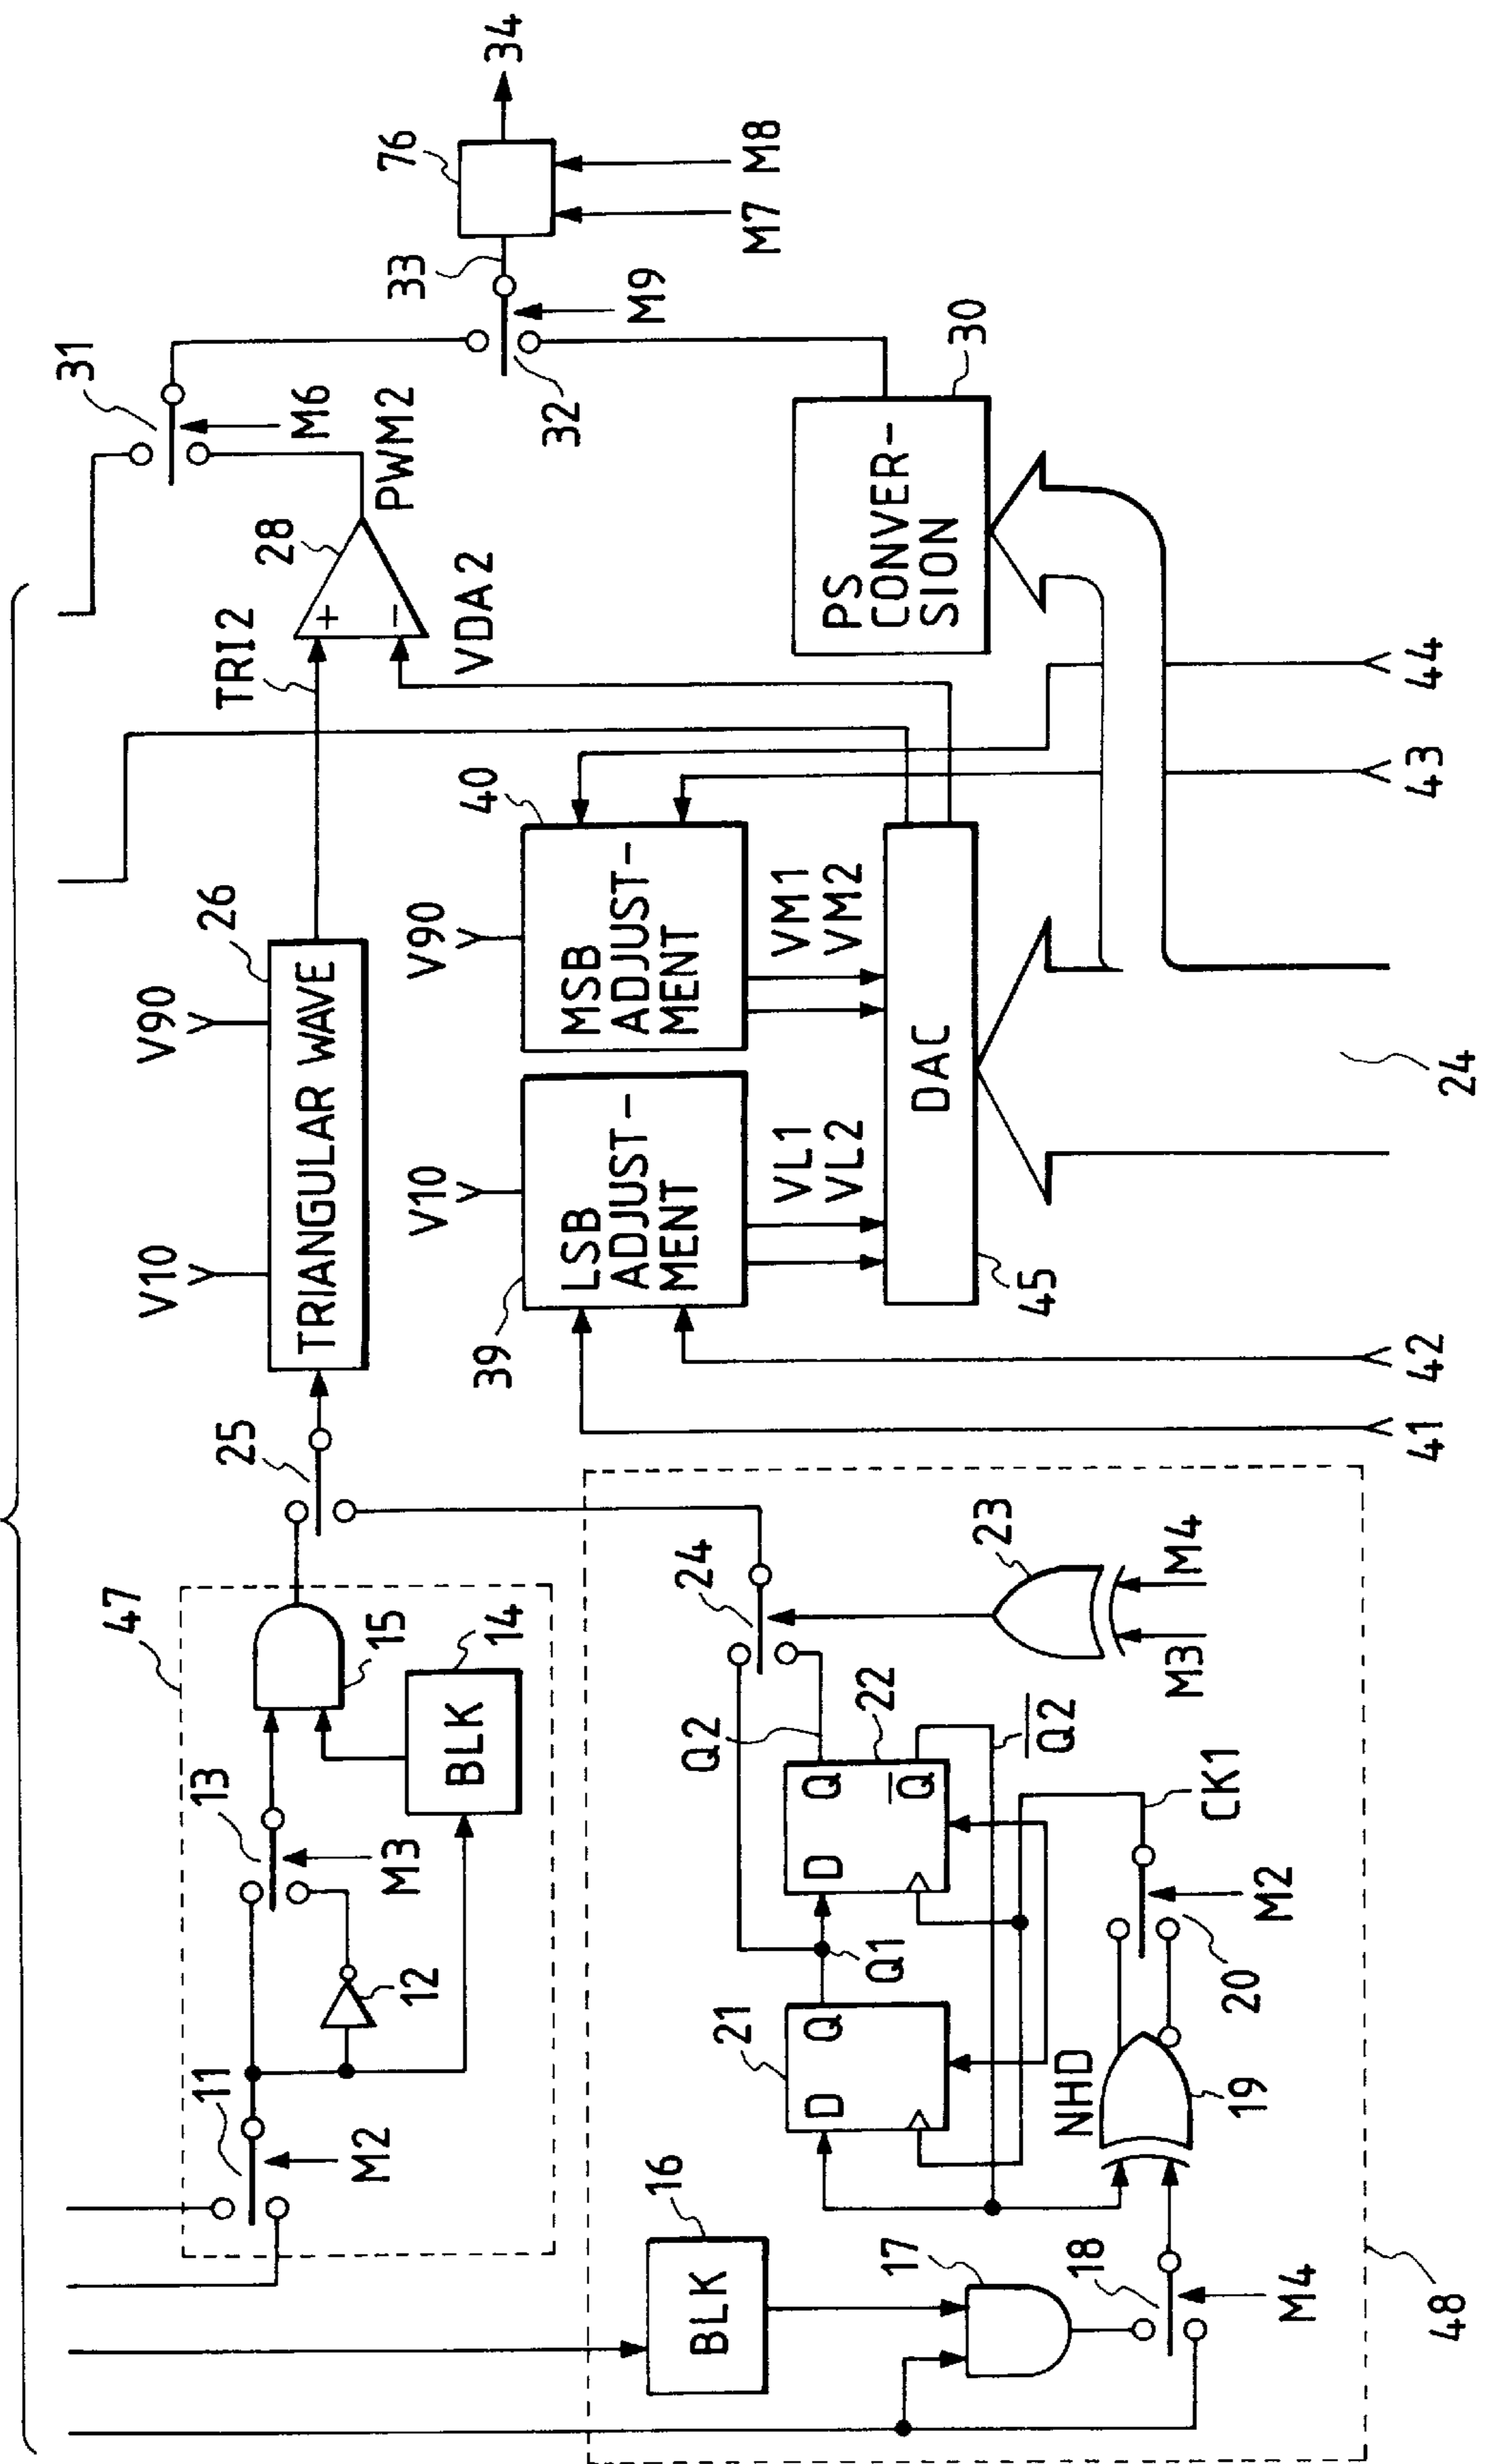 47
11
M2
12
13
M3
15
BLK
14
25
V10
V90
26
TRIANGULAR WAVE
TRI2
28
+
-
PWM2
VDA2
31
M6
32
M9
33
76
M7
M8
34
39
V10
LSB
ADJUST-
MENT
40
V90
MSB
ADJUST-
MENT
VL1
VL2
VM1
VM2
DAC
45
PS
CONVER-
SION
30
41
42
43
44
24
16
BLK
17
18
M4
48
NHD
19
20
M2
CK1
21
D
Q
Q1
D
Q
Q̅
22
Q2
Q̅2̅
24
23
M3
M4